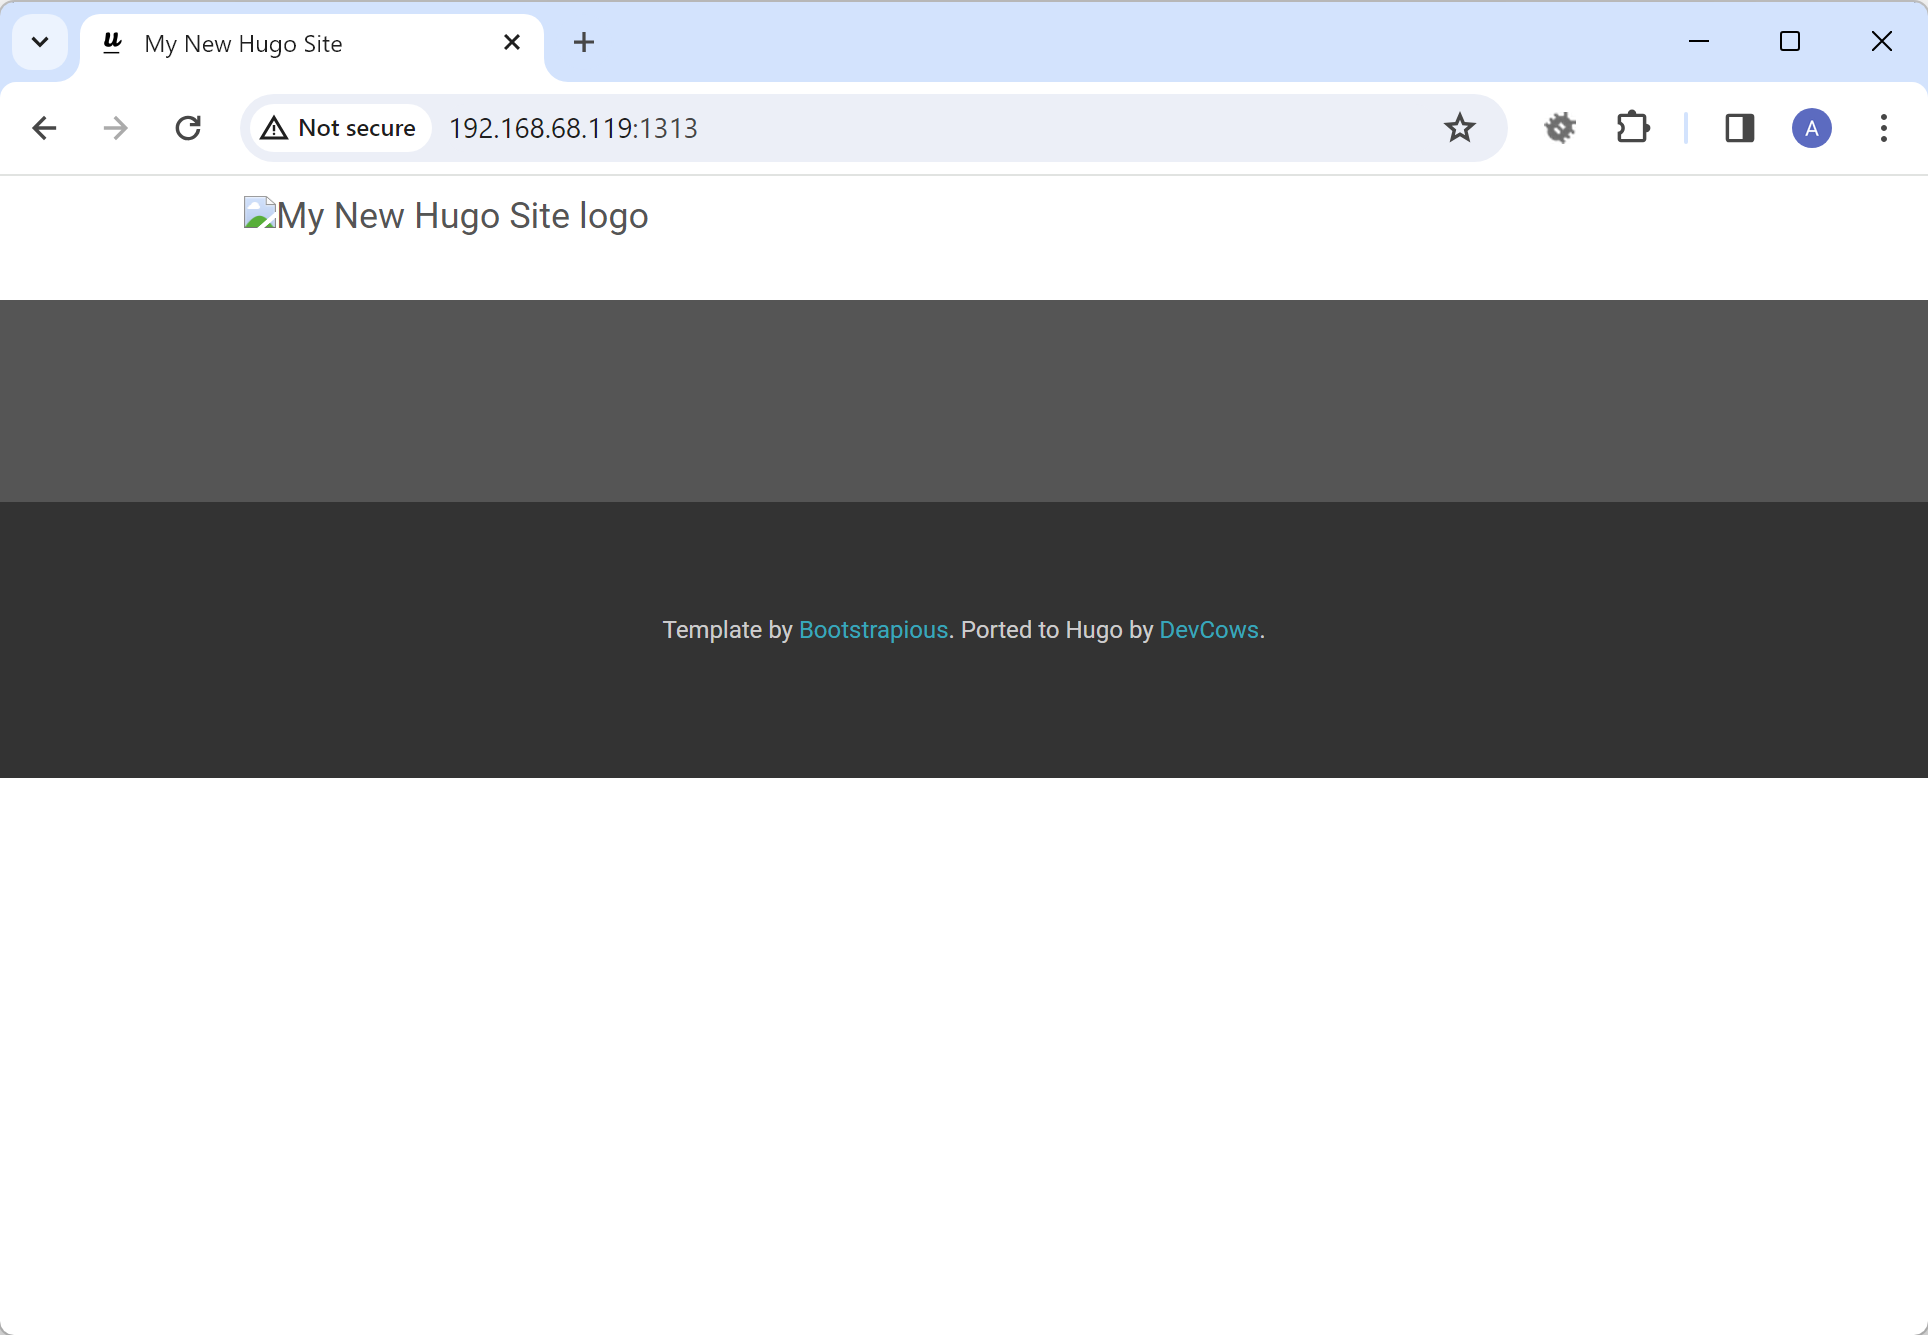 u My New Hugo Site
Not secure 192.168.68.119:1313
A
My New Hugo Site logo
Template by Bootstrapious. Ported to Hugo by DevCows.